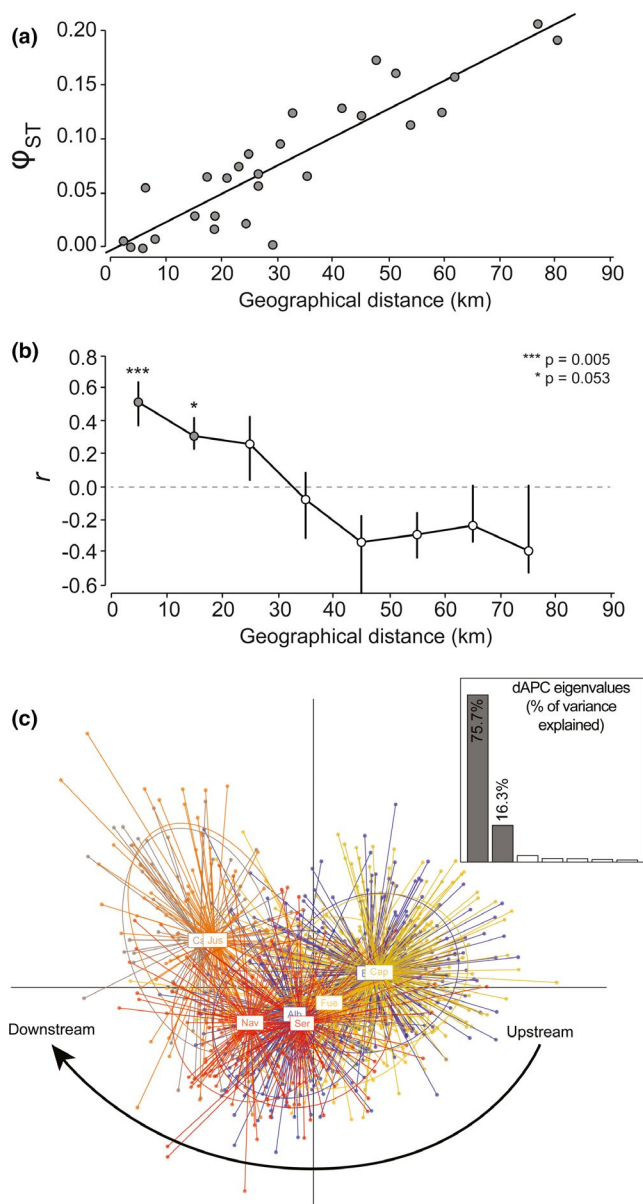 (a)
0.20
0.15
0.10
0.05
0.00
φST
0 10 20 30 40 50 60 70 80 90
Geographical distance (km)
(b)
0.8
0.6
0.4
0.2
0.0
-0.2
-0.4
-0.6
r
***
*
*** p = 0.005
* p = 0.053
0 10 20 30 40 50 60 70 80 90
Geographical distance (km)
(c)
dAPC eigenvalues
(% of variance
explained)
75.7%
16.3%
Jus
Cap
Fue
Alb
Nav
Ser
Downstream
Upstream